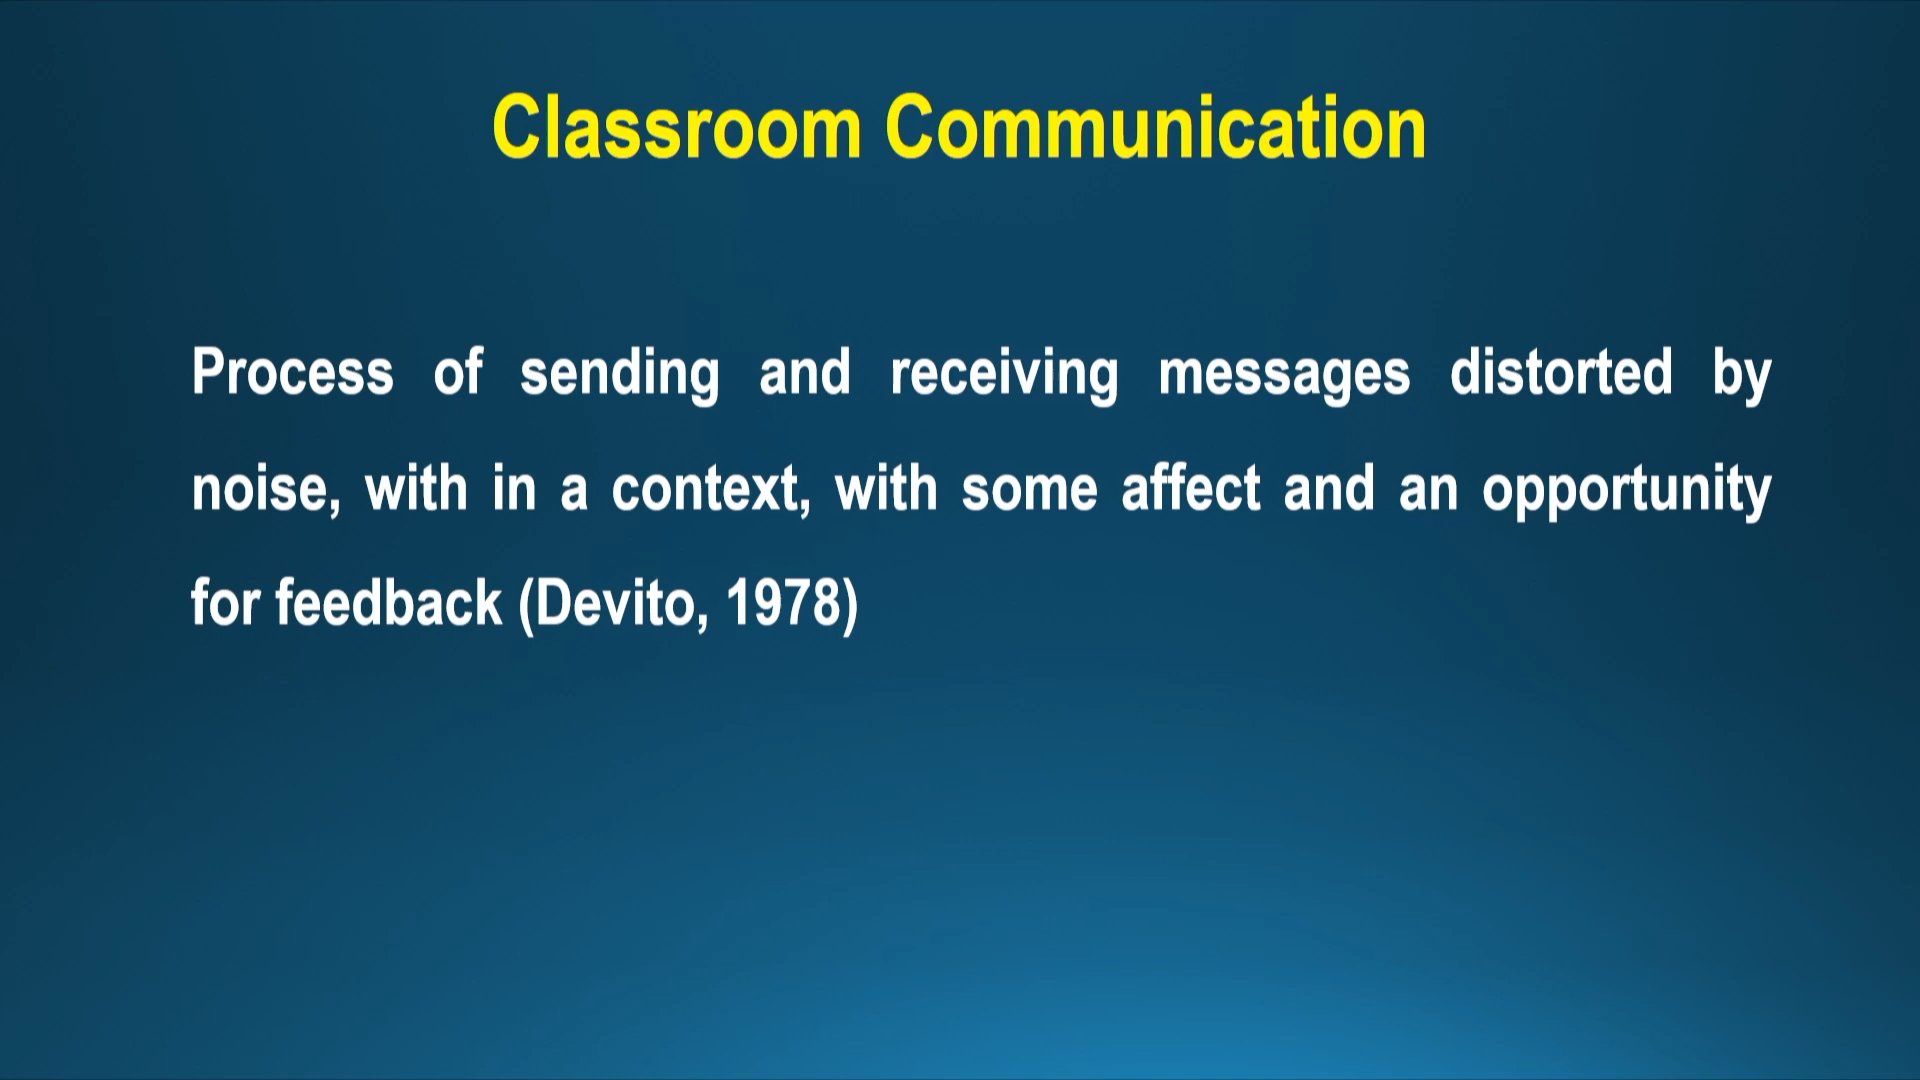 Classroom Communication
Process of sending and receiving messages distorted by
noise, with in a context, with some affect and an opportunity
for feedback (Devito, 1978)